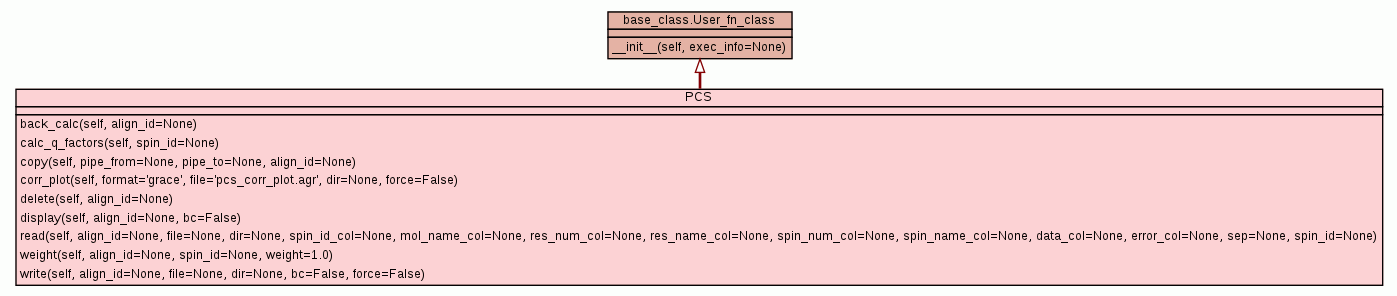 base_class.User_fn_class
__init__(self, exec_info=None)
PCS
back_calc(self, align_id=None)
calc_q_factors(self, spin_id=None)
copy(self, pipe_from=None, pipe_to=None, align_id=None)
corr_plot(self, format='grace', file='pcs_corr_plot.agr', dir=None, force=False)
delete(self, align_id=None)
display(self, align_id=None, bc=False)
read(self, align_id=None, file=None, dir=None, spin_id_col=None, mol_name_col=None, res_num_col=None, res_name_col=None, spin_num_col=None, spin_name_col=None, data_col=None, error_col=None, sep=None, spin_id=None)
weight(self, align_id=None, spin_id=None, weight=1.0)
write(self, align_id=None, file=None, dir=None, bc=False, force=False)